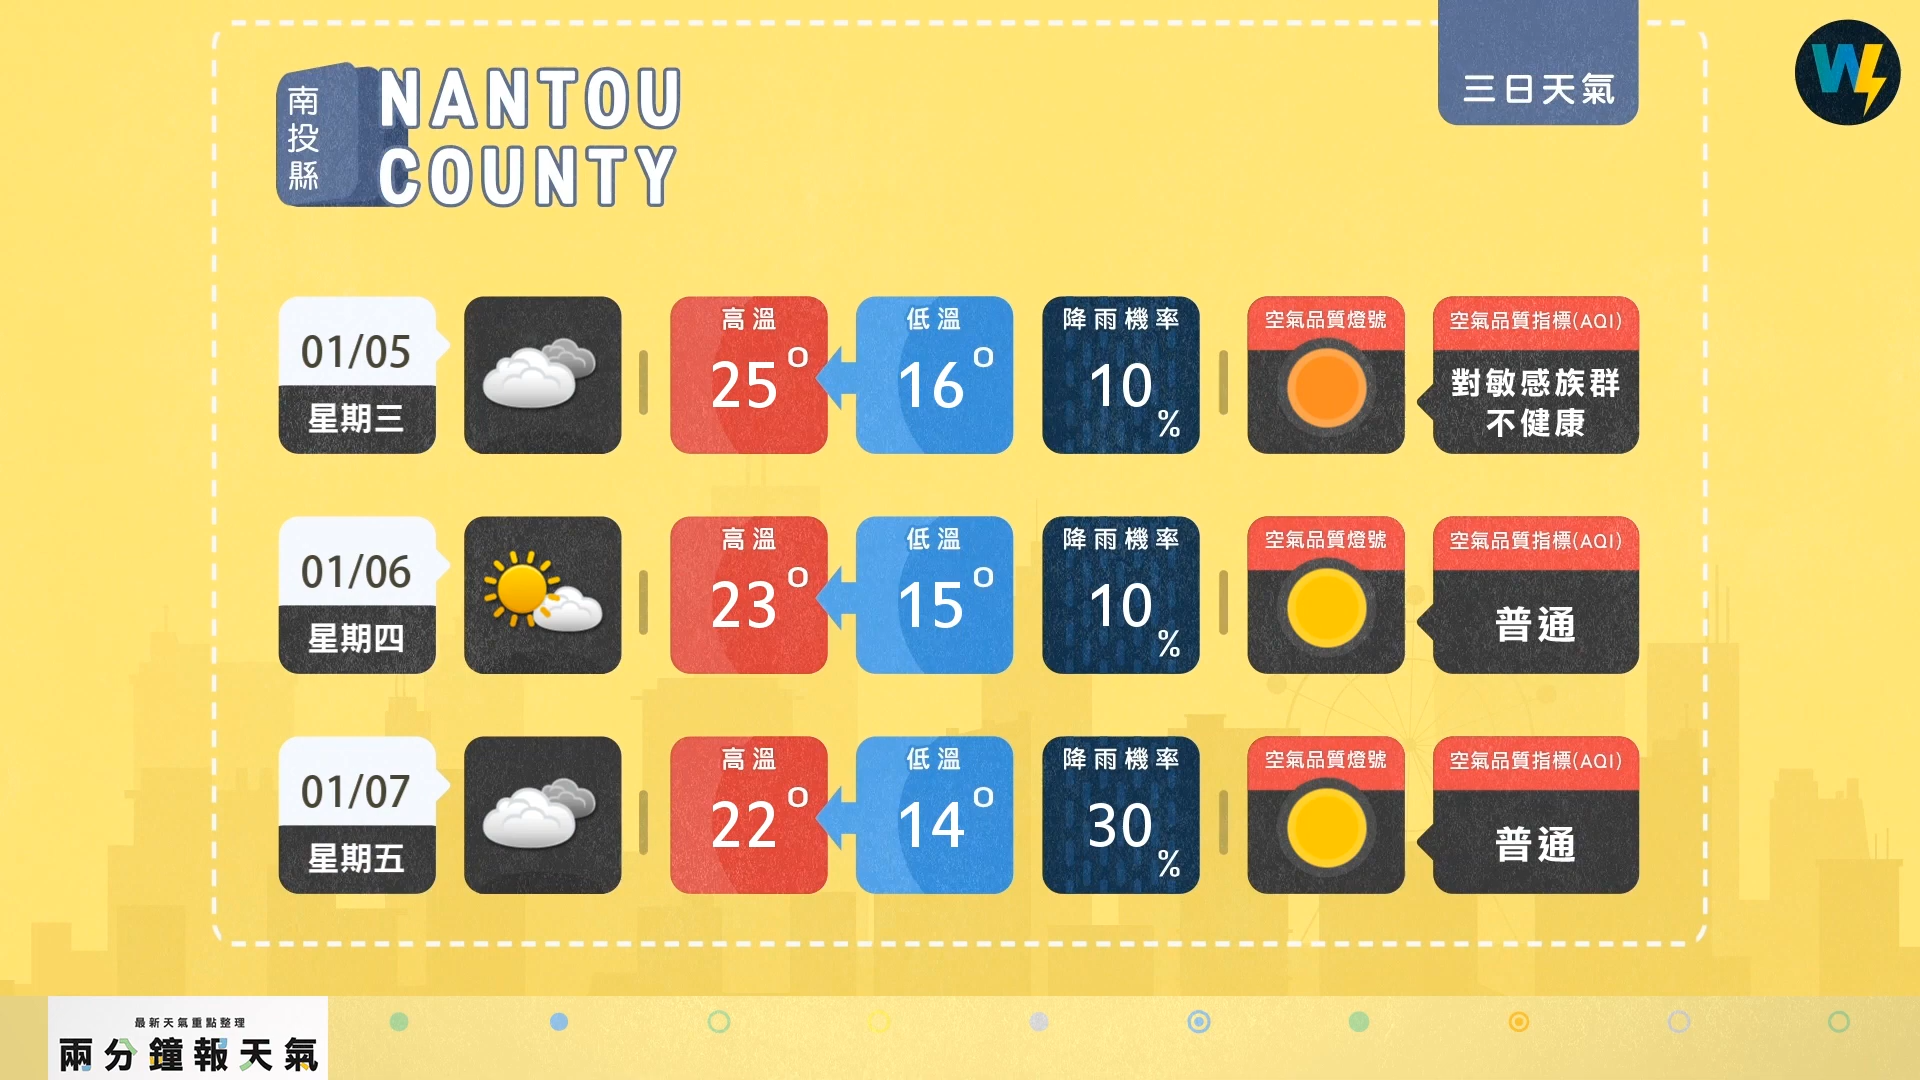 南投縣
NANTOU
COUNTY
三日天氣
W
01/05
星期三
高溫
25°
低溫
16°
降雨機率
10%
空氣品質燈號
空氣品質指標(AQI)
對敏感族群
不健康
01/06
星期四
高溫
23°
低溫
15°
降雨機率
10%
空氣品質燈號
空氣品質指標(AQI)
普通
01/07
星期五
高溫
22°
低溫
14°
降雨機率
30%
空氣品質燈號
空氣品質指標(AQI)
普通
最新天氣重點整理
兩分鐘報天氣